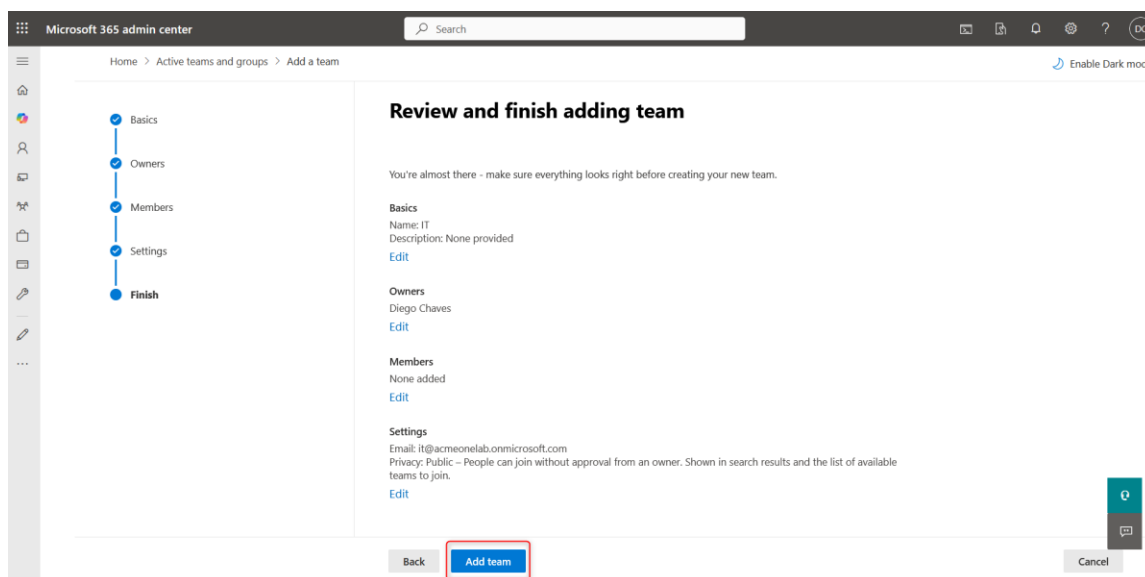 Microsoft 365 admin center
Search
Home > Active teams and groups > Add a team
Enable Dark mod
Basics
Owners
Members
Settings
Finish
Review and finish adding team
You're almost there - make sure everything looks right before creating your new team.
Basics
Name: IT
Description: None provided
Edit
Owners
Diego Chaves
Edit
Members
None added
Edit
Settings
Email: it@acmeonelab.onmicrosoft.com
Privacy: Public – People can join without approval from an owner. Shown in search results and the list of available
teams to join.
Edit
Back
Add team
Cancel